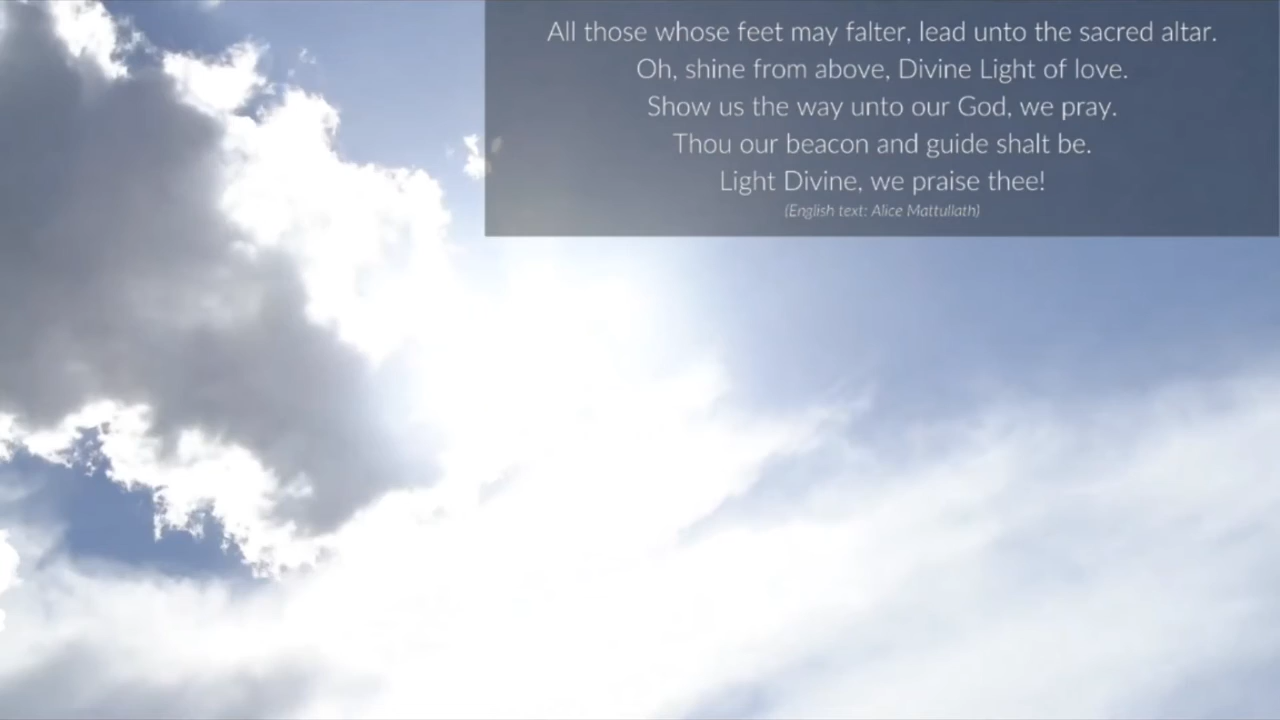 All those whose feet may falter, lead unto the sacred altar.
Oh, shine from above, Divine Light of love.
Show us the way unto our God, we pray.
Thou our beacon and guide shalt be.
Light Divine, we praise thee!
(English text: Alice Mattullath)